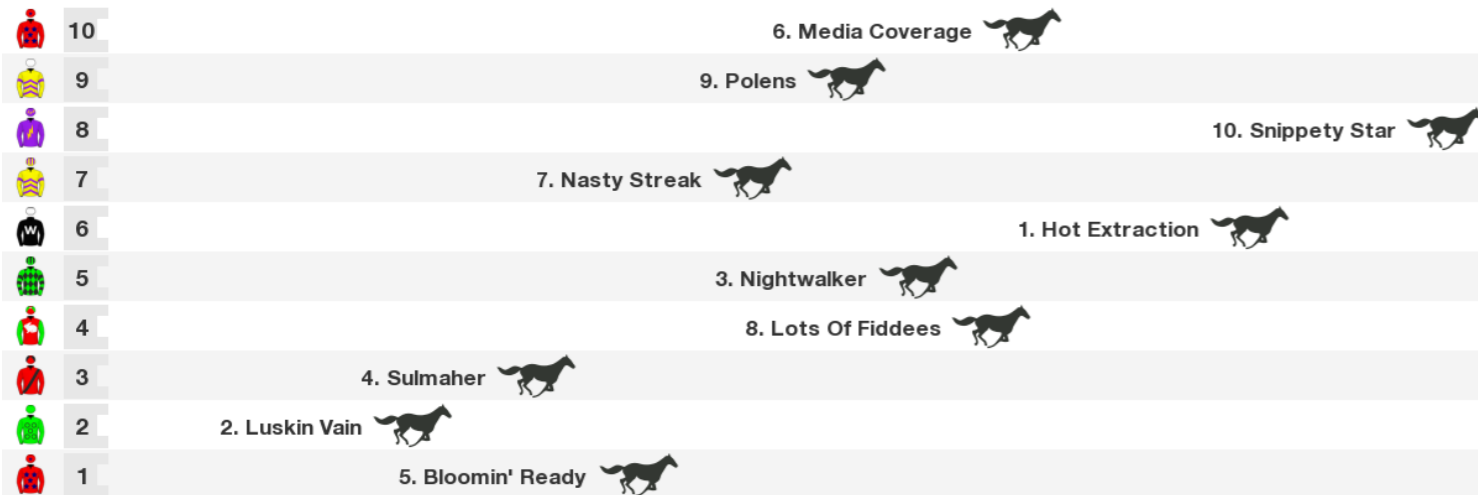 10 6. Media Coverage
9 9. Polens
8 10. Snippety Star
7 7. Nasty Streak
W 6 1. Hot Extraction
5 3. Nightwalker
4 8. Lots Of Fiddees
3 4. Sulmaher
2 2. Luskin Vain
1 5. Bloomin' Ready